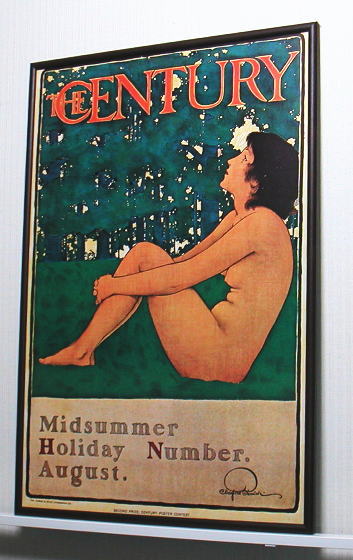 THE CENTURY
Midsummer
Holiday Number.
August.
SECOND PRIZE, CENTURY POSTER CONTEST